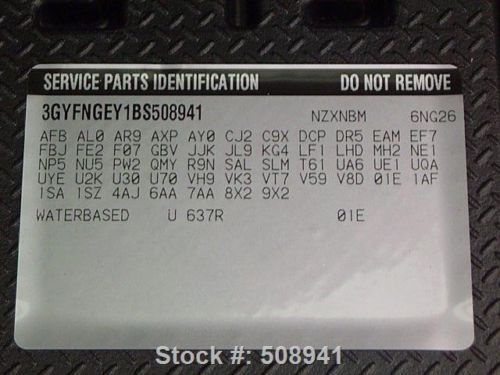 SERVICE PARTS IDENTIFICATION DO NOT REMOVE
3GYFNGEY1BS508941 NZXNBM 6NG26
AFB AL0 AR9 AXP AY0 CJ2 C9X DCP DR5 EAM EF7
FBJ FE2 F07 GBV JJK JL9 KG4 LF1 LHD MH2 NE1
NP5 NU5 PW2 QMY R9N SAL SLM T61 UA6 UE1 UQA
UYE U2K U30 U70 VH9 VK3 VT7 V59 V8D 01E 1AF
1SA 1SZ 4AJ 6AA 7AA 8X2 9X2
WATERBASED U 637R 01E
Stock #: 508941